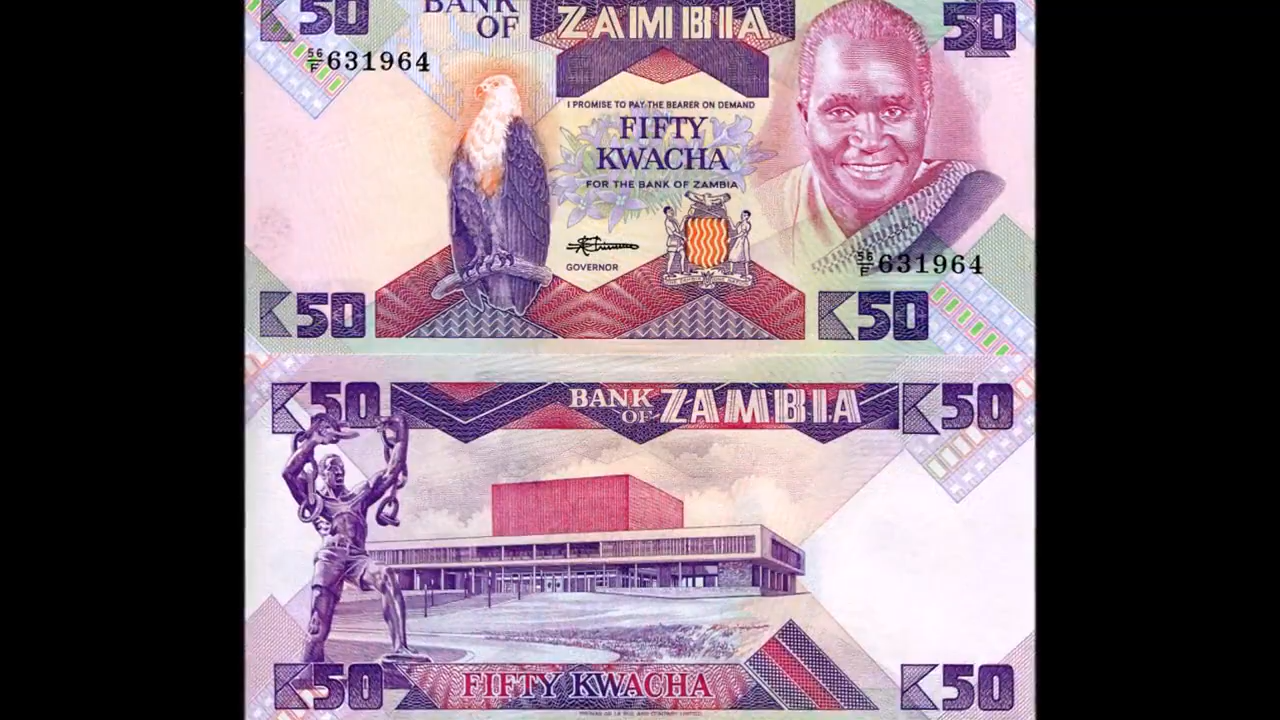 K50
BANK OF ZAMBIA
50
56/F 631964
I PROMISE TO PAY THE BEARER ON DEMAND
FIFTY
KWACHA
FOR THE BANK OF ZAMBIA
GOVERNOR
56/F 631964
K50
K50
K50
BANK OF ZAMBIA
K50
K50
FIFTY KWACHA
K50